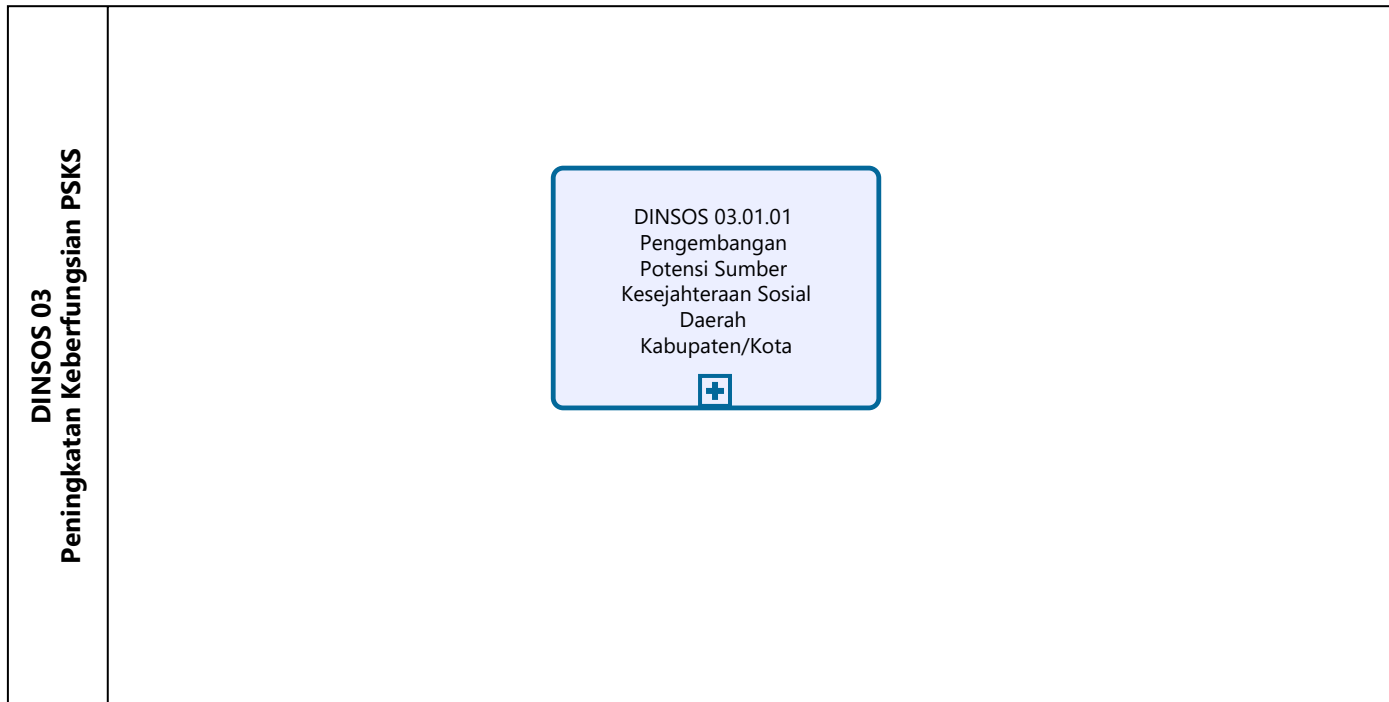 DINSOS 03
Peningkatan Keberfungsian PSKS
DINSOS 03.01.01
Pengembangan
Potensi Sumber
Kesejahteraan Sosial
Daerah
Kabupaten/Kota